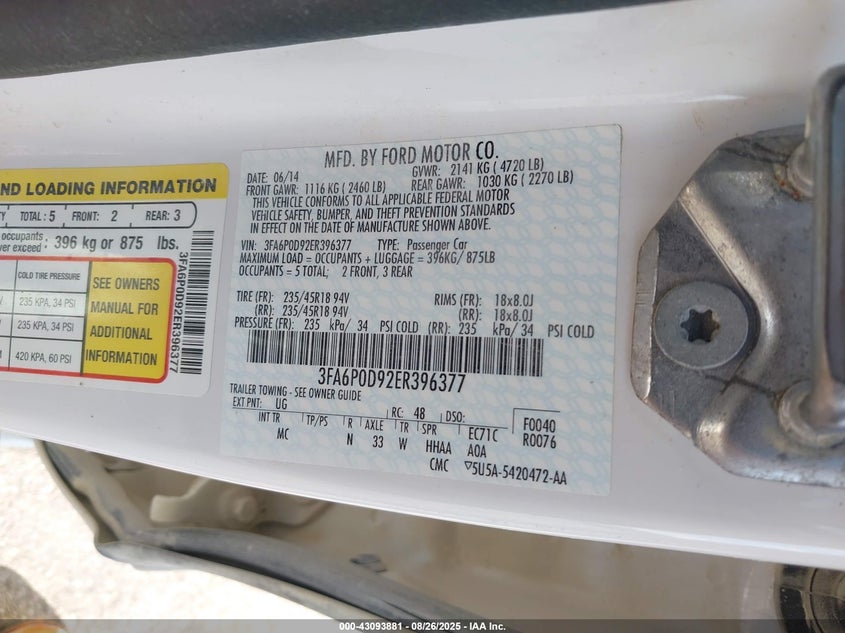 MFD. BY FORD MOTOR CO.
DATE: 06/14 GVWR: 2141 KG ( 4720 LB)
FRONT GAWR: 1116 KG ( 2460 LB) REAR GAWR: 1030 KG ( 2270 LB)
THIS VEHICLE CONFORMS TO ALL APPLICABLE FEDERAL MOTOR
VEHICLE SAFETY, BUMPER, AND THEFT PREVENTION STANDARDS
IN EFFECT ON THE DATE OF MANUFACTURE SHOWN ABOVE.
VIN: 3FA6P0D92ER396377 TYPE: Passenger Car
MAXIMUM LOAD = OCCUPANTS + LUGGAGE = 396KG/ 875LB
OCCUPANTS = 5 TOTAL; 2 FRONT, 3 REAR
TIRE (FR): 235/45R18 94V RIMS (FR): 18x8.0J
(RR): 235/45R18 94V (RR): 18x8.0J
PRESSURE (FR): 235 kPa/ 34 PSI COLD (RR): 235 kPa/34 PSI COLD
3FA6P0D92ER396377
TRAILER TOWING - SEE OWNER GUIDE
EXT PNT: UG RC: 48 DSO:
INT TR TP/PS R AXLE TR SPR EC71C F0040
MC N 33 W HHAA A0A R0076
CMC ▽5U5A-5420472-AA
ND LOADING INFORMATION
TY TOTAL: 5 FRONT: 2 REAR: 3
occupants
ver exceed : 396 kg or 875 lbs.
COLD TIRE PRESSURE
235 KPA, 34 PSI
235 KPA, 34 PSI
420 KPA, 60 PSI
SEE OWNERS
MANUAL FOR
ADDITIONAL
INFORMATION
3FA6P0D92ER396377
000-43093881 - 08/26/2025 - ©IAA, Inc.